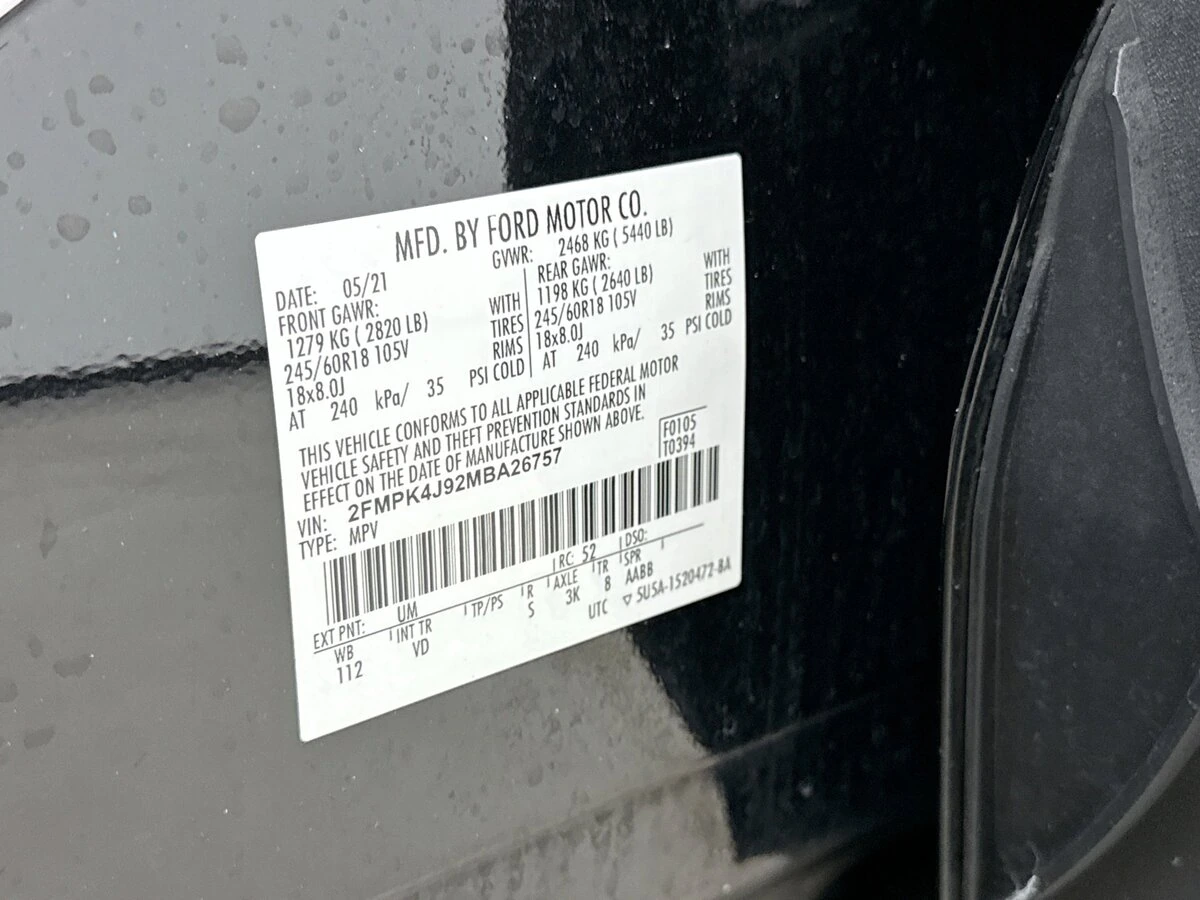 MFD. BY FORD MOTOR CO.
DATE: 05/21 GVWR: 2468 KG ( 5440 LB)
FRONT GAWR: REAR GAWR:
1279 KG ( 2820 LB) WITH 1198 KG ( 2640 LB) WITH
245/60R18 105V TIRES 245/60R18 105V TIRES
18x8.0J RIMS 18x8.0J RIMS
AT 240 kPa/ 35 PSI COLD AT 240 kPa/ 35 PSI COLD
THIS VEHICLE CONFORMS TO ALL APPLICABLE FEDERAL MOTOR
VEHICLE SAFETY AND THEFT PREVENTION STANDARDS IN
EFFECT ON THE DATE OF MANUFACTURE SHOWN ABOVE.
F0105
T0394
VIN: 2FMPK4J92MBA26757
TYPE: MPV
EXT PNT: UM RC: 52 DSO:
WB INT TR TP/PS R AXLE TR SPR
112 VD S 3K 8 AABB
UTC ▽ 5U5A-1520472-BA